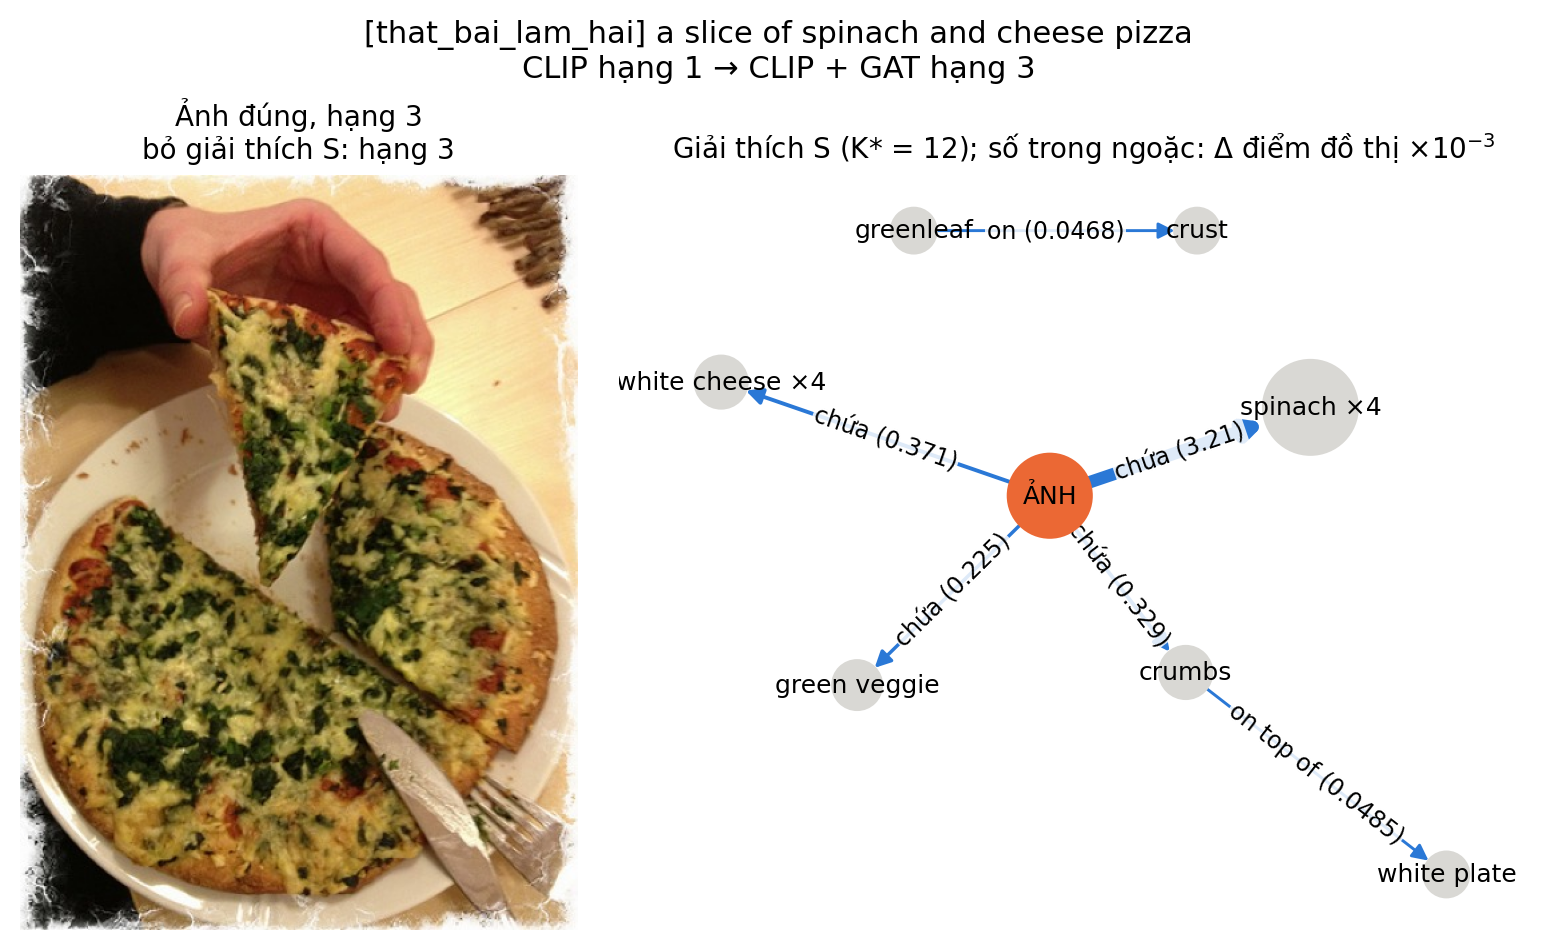 [that_bai_lam_hai] a slice of spinach and cheese pizza
CLIP hạng 1 → CLIP + GAT hạng 3
Ảnh đúng, hạng 3
bỏ giải thích S: hạng 3
Giải thích S (K* = 12); số trong ngoặc: Δ điểm đồ thị ×10⁻³
greenleaf on (0.0468) crust
white cheese ×4
spinach ×4
chứa (0.371)
chứa (3.21)
ẢNH
chứa (0.225)
chứa (0.329)
green veggie
crumbs
on top of (0.0485)
white plate